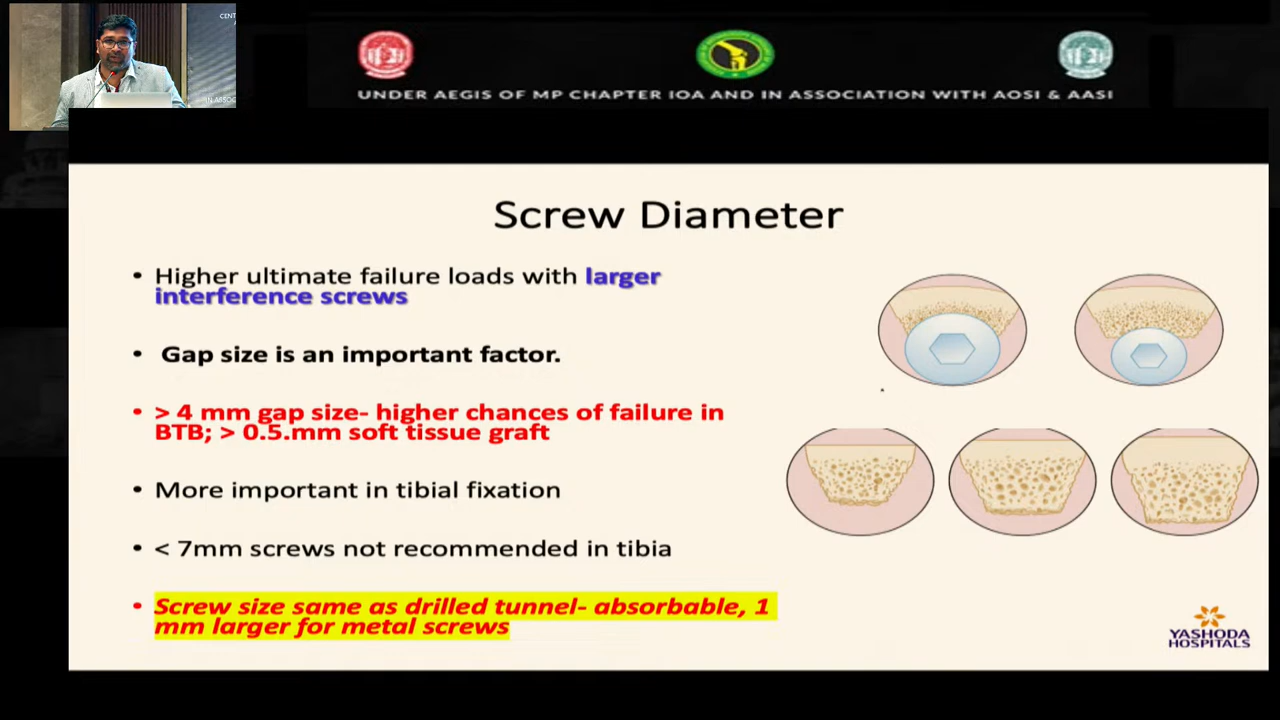 CENT
IN ASSOC
UNDER AEGIS OF MP CHAPTER IOA AND IN ASSOCIATION WITH AOSI & AASI
Screw Diameter
• Higher ultimate failure loads with larger
interference screws
• Gap size is an important factor.
• > 4 mm gap size- higher chances of failure in
BTB; > 0.5.mm soft tissue graft
• More important in tibial fixation
• < 7mm screws not recommended in tibia
• Screw size same as drilled tunnel- absorbable, 1
mm larger for metal screws
YASHODA
HOSPITALS